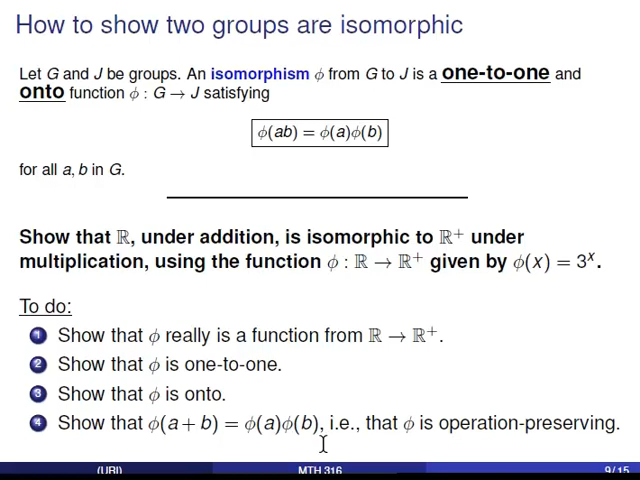 How to show two groups are isomorphic
Let G and J be groups. An isomorphism ϕ from G to J is a one-to-one and
onto function ϕ : G → J satisfying
ϕ(ab) = ϕ(a)ϕ(b)
for all a, b in G.
Show that ℝ, under addition, is isomorphic to ℝ⁺ under
multiplication, using the function ϕ : ℝ → ℝ⁺ given by ϕ(x) = 3ˣ.
To do:
1 Show that ϕ really is a function from ℝ → ℝ⁺.
2 Show that ϕ is one-to-one.
3 Show that ϕ is onto.
4 Show that ϕ(a + b) = ϕ(a)ϕ(b), i.e., that ϕ is operation-preserving.
(URI) MTH 316 9 / 15